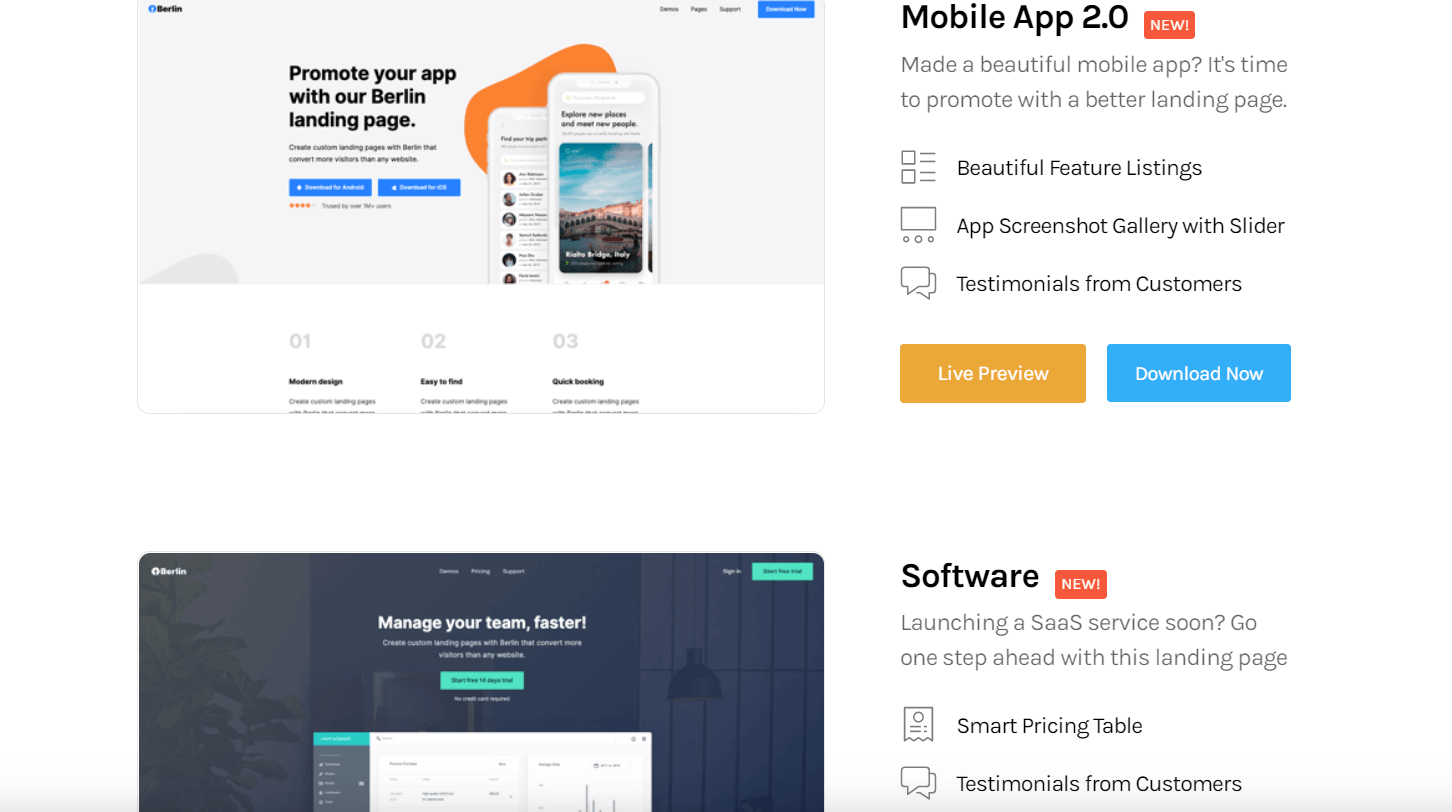 Berlin
Demos Pages Support Download Now
Promote your app
with our Berlin
landing page.
Create custom landing pages with Berlin that
convert more visitors than any website.
Download for Android Download for iOS
Trusted by over 1M+ users
Explore new places
and meet new people.
Find your trip partn
Rialto Bridge, Italy
01 02 03
Modern design Easy to find Quick booking
Create custom landing pages Create custom landing pages Create custom landing pages
with Berlin that convert more with Berlin that convert more with Berlin that convert more
Mobile App 2.0 NEW!
Made a beautiful mobile app? It's time
to promote with a better landing page.
Beautiful Feature Listings
App Screenshot Gallery with Slider
Testimonials from Customers
Live Preview Download Now
Berlin
Demos Pricing Support Sign in Start free trial
Manage your team, faster!
Create custom landing pages with Berlin that convert more
visitors than any website.
Start free 14 days trial
No credit card required
Software NEW!
Launching a SaaS service soon? Go
one step ahead with this landing page
Smart Pricing Table
Testimonials from Customers